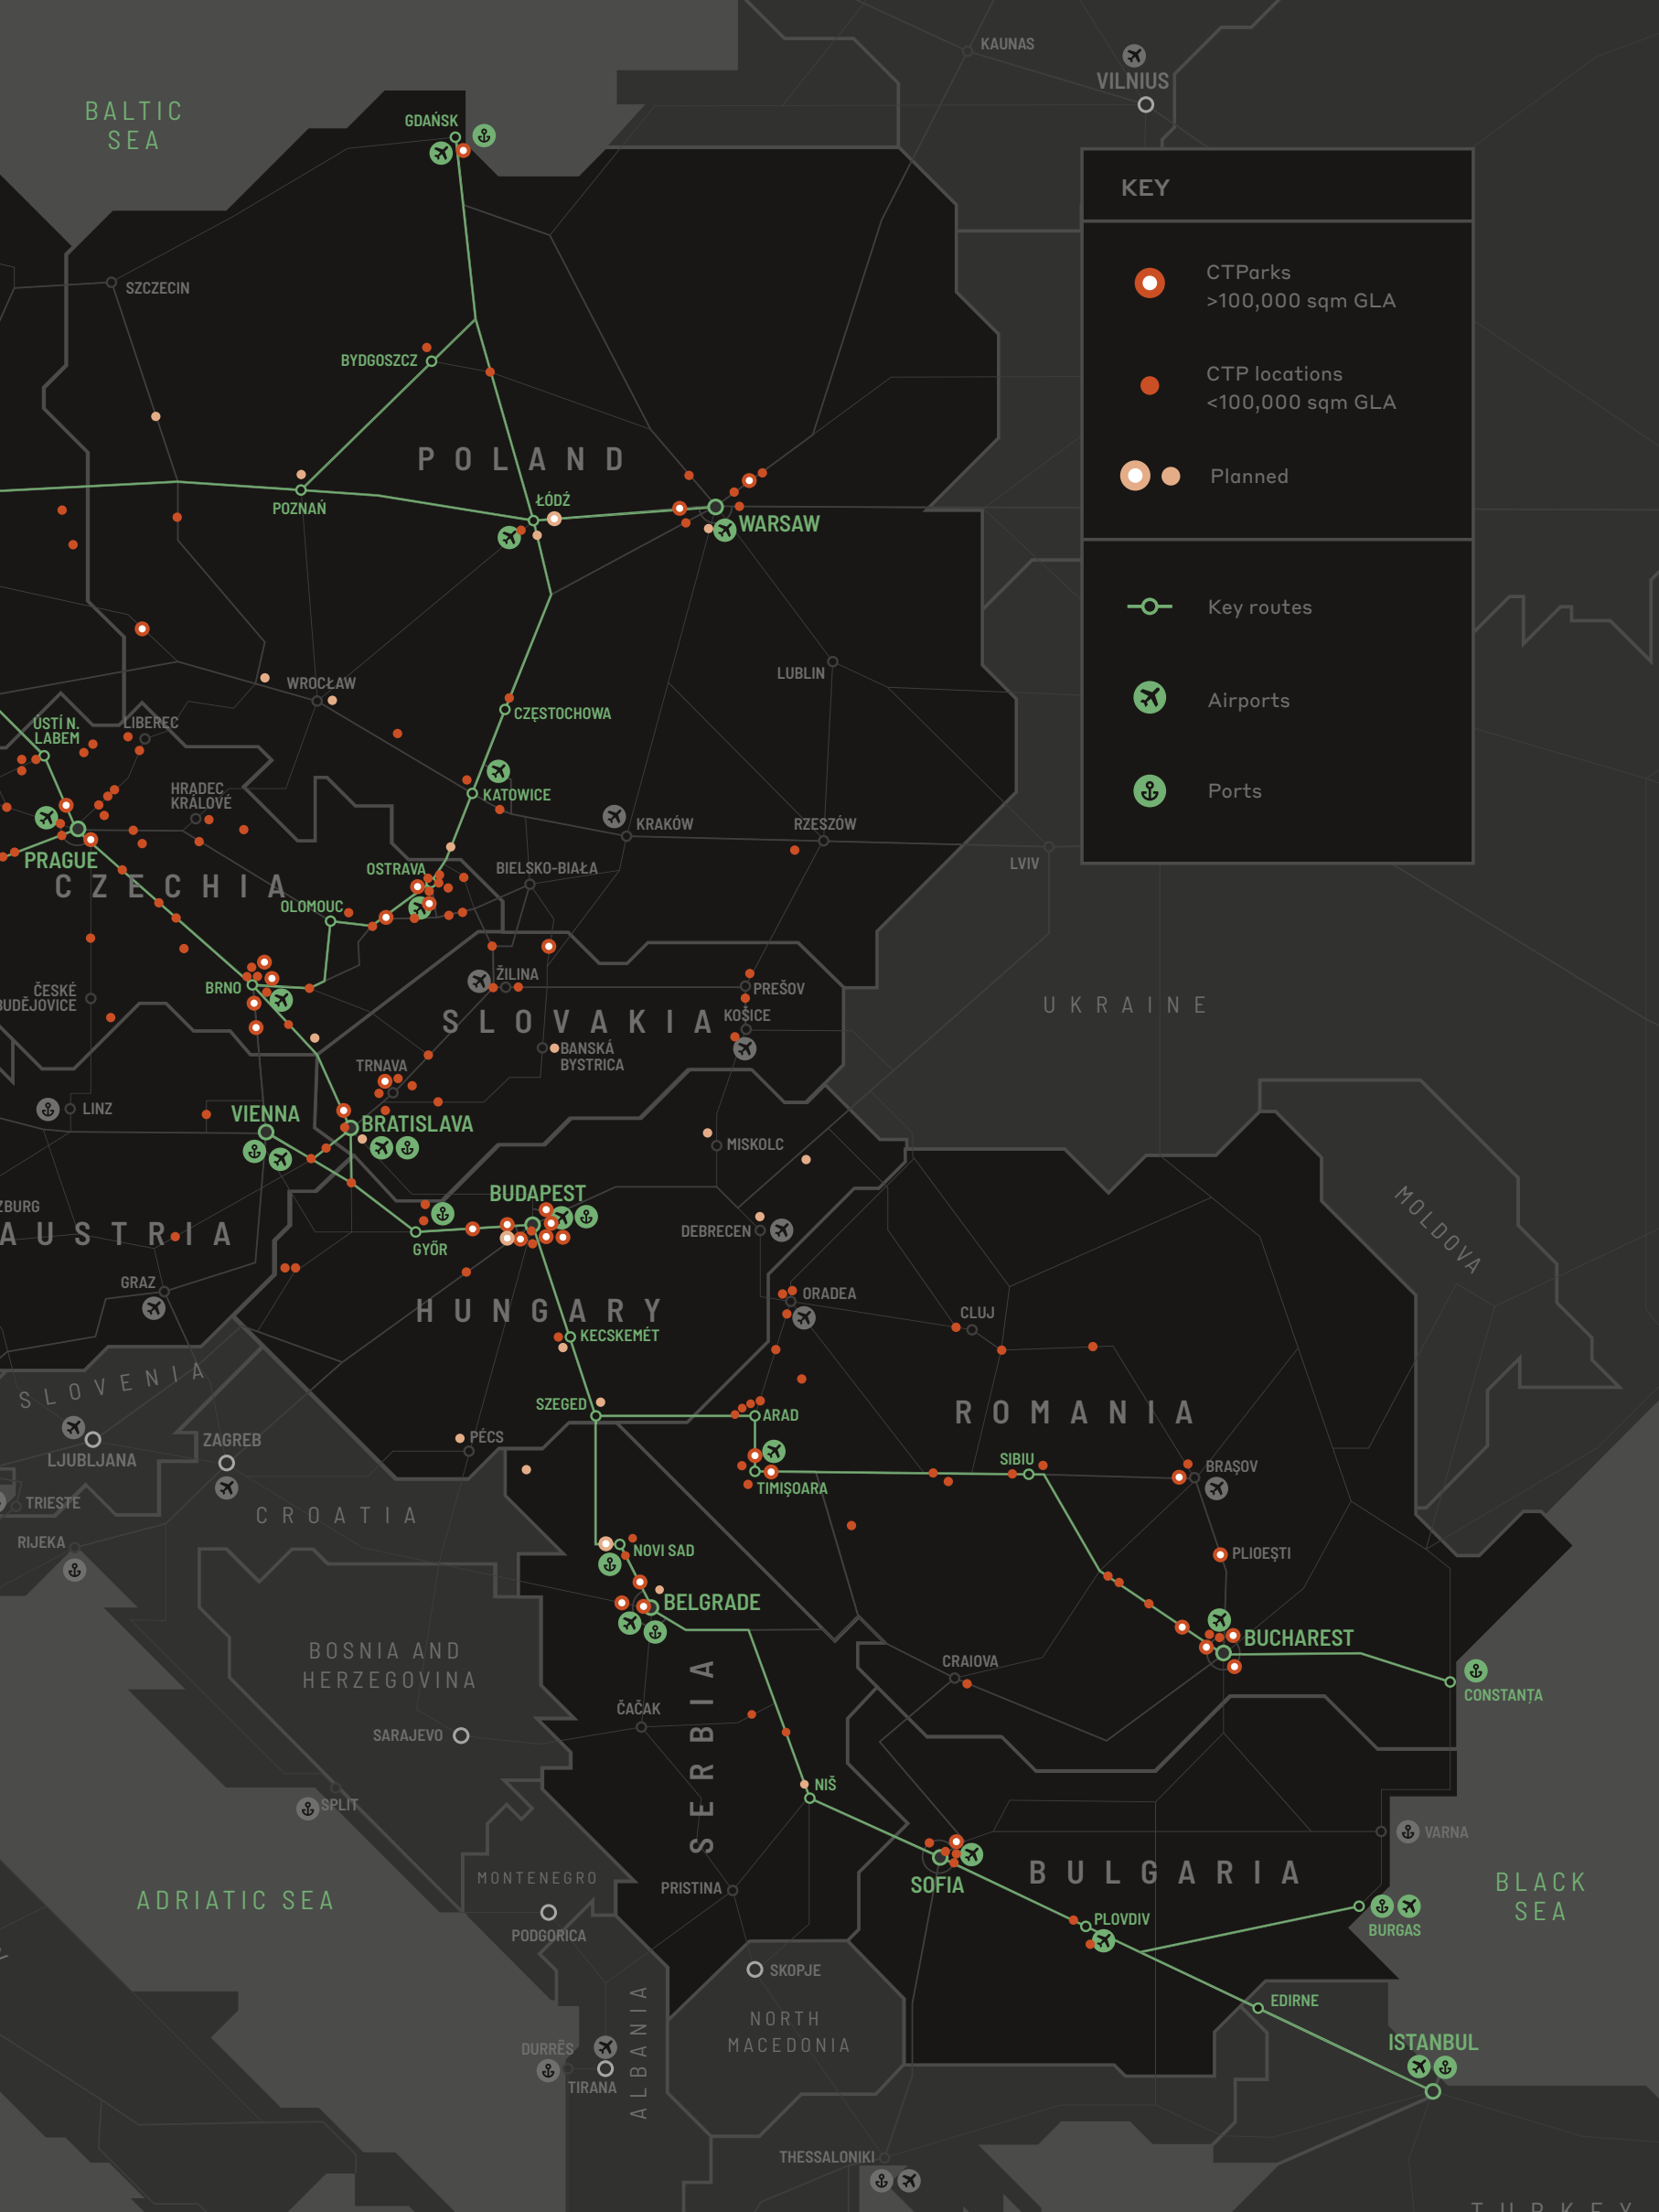 KAUNAS
VILNIUS
BALTIC
SEA
GDAŃSK
KEY
CTParks
>100,000 sqm GLA
CTP locations
<100,000 sqm GLA
Planned
Key routes
Airports
Ports
SZCZECIN
BYDGOSZCZ
POLAND
POZNAŃ
ŁÓDŹ
WARSAW
LUBLIN
WROCŁAW
CZĘSTOCHOWA
ÚSTÍ N.
LABEM
LIBEREC
HRADEC
KRÁLOVÉ
KATOWICE
KRAKÓW
RZESZÓW
LVIV
PRAGUE
CZECHIA
OSTRAVA
BIELSKO-BIAŁA
OLOMOUC
BRNO
ČESKÉ
BUDĚJOVICE
ŽILINA
PREŠOV
KOŠICE
SLOVAKIA
UKRAINE
BANSKÁ
BYSTRICA
TRNAVA
LINZ
VIENNA
BRATISLAVA
MISKOLC
ZBURG
AUSTRIA
BUDAPEST
GYŐR
DEBRECEN
MOLDOVA
GRAZ
HUNGARY
ORADEA
CLUJ
KECSKEMÉT
SLOVENIA
SZEGED
ARAD
ROMANIA
LJUBLJANA
ZAGREB
PÉCS
TIMIȘOARA
SIBIU
BRAȘOV
TRIESTE
CROATIA
RIJEKA
NOVI SAD
PLIOEȘTI
BELGRADE
BUCHAREST
BOSNIA AND
HERZEGOVINA
CRAIOVA
CONSTANȚA
SERBIA
ČAČAK
SARAJEVO
NIŠ
SPLIT
VARNA
MONTENEGRO
PRISTINA
SOFIA
BULGARIA
ADRIATIC SEA
BLACK
SEA
PODGORICA
PLOVDIV
BURGAS
SKOPJE
EDIRNE
NORTH
MACEDONIA
ALBANIA
ISTANBUL
DURRËS
TIRANA
THESSALONIKI
TURKEY